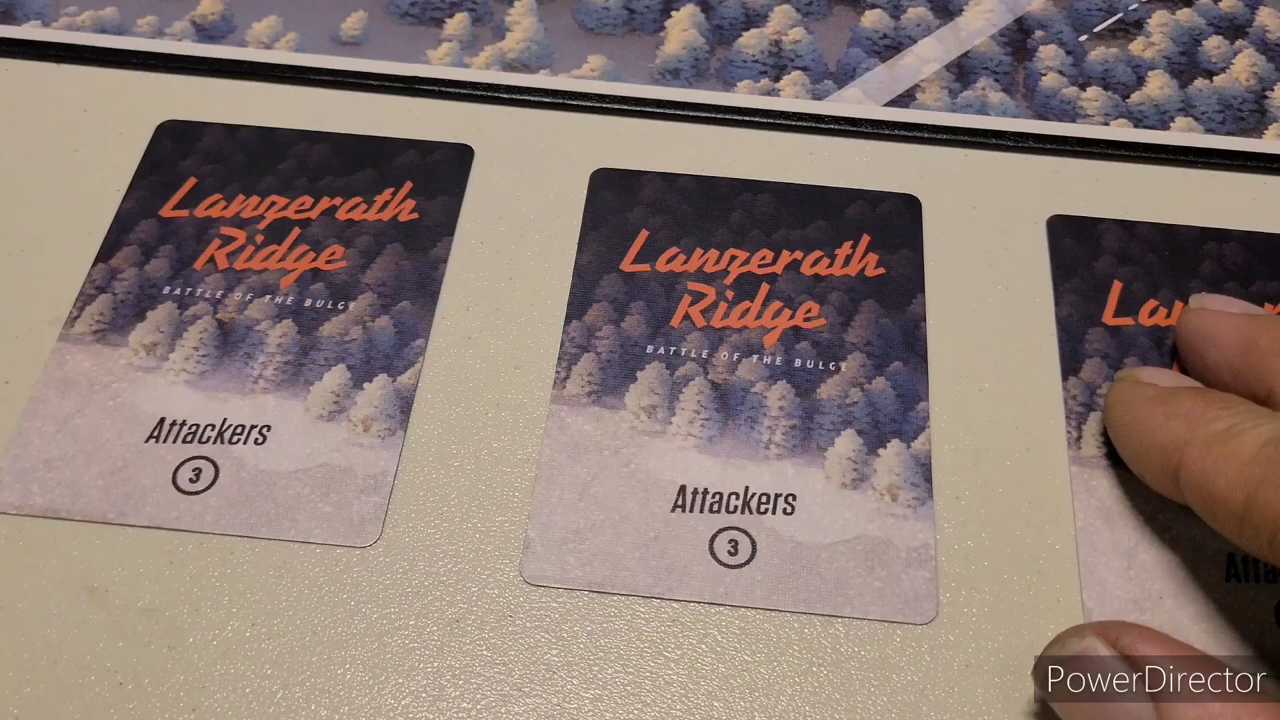 Lanzerath
Ridge
BATTLE OF THE BULGE
Attackers
3
Lanzerath
Ridge
BATTLE OF THE BULGE
Attackers
3
PowerDirector